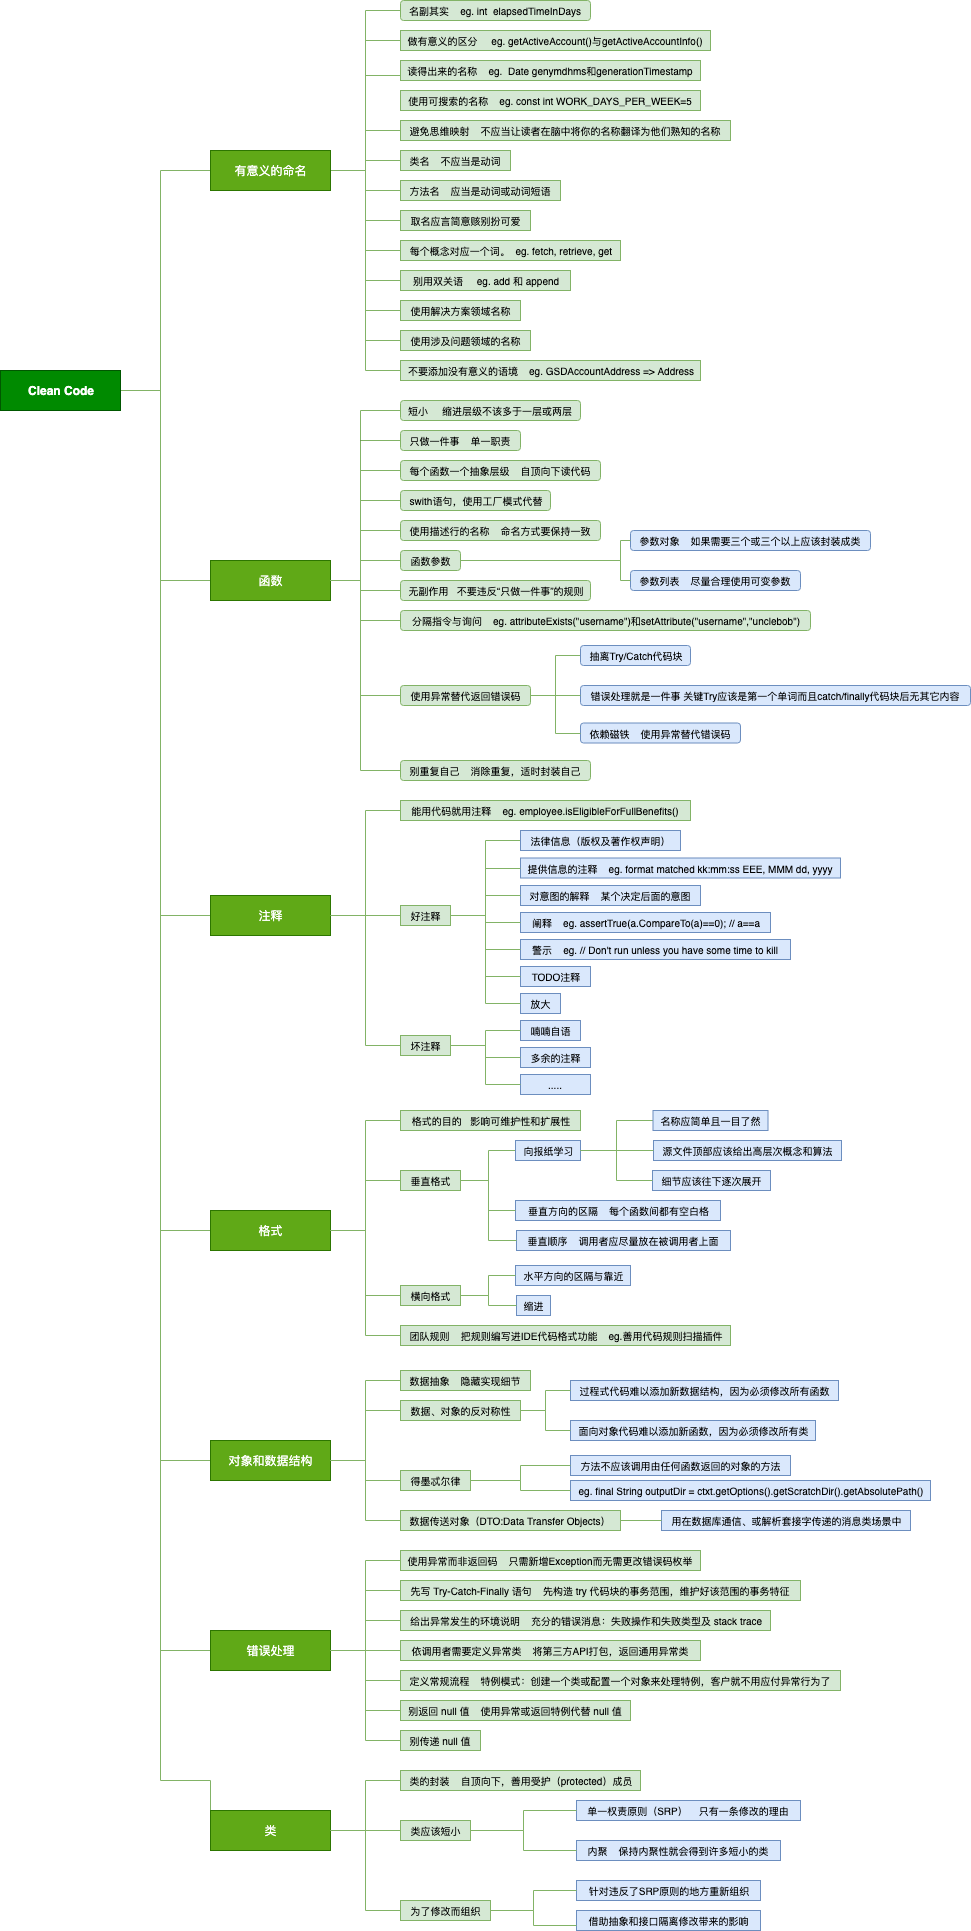 Clean Code
有意义的命名
名副其实 eg. int elapsedTimeInDays
做有意义的区分 eg. getActiveAccount()与getActiveAccountInfo()
读得出来的名称 eg. Date genymdhms和generationTimestamp
使用可搜索的名称 eg. const int WORK_DAYS_PER_WEEK=5
避免思维映射 不应当让读者在脑中将你的名称翻译为他们熟知的名称
类名 不应当是动词
方法名 应当是动词或动词短语
取名应言简意赅别扮可爱
每个概念对应一个词。 eg. fetch, retrieve, get
别用双关语 eg. add 和 append
使用解决方案领域名称
使用涉及问题领域的名称
不要添加没有意义的语境 eg. GSDAccountAddress => Address
函数
短小 缩进层级不该多于一层或两层
只做一件事 单一职责
每个函数一个抽象层级 自顶向下读代码
swith语句，使用工厂模式代替
使用描述行的名称 命名方式要保持一致
函数参数
参数对象 如果需要三个或三个以上应该封装成类
参数列表 尽量合理使用可变参数
无副作用 不要违反“只做一件事”的规则
分隔指令与询问 eg. attributeExists("username")和setAttribute("username","unclebob")
使用异常替代返回错误码
抽离Try/Catch代码块
错误处理就是一件事 关键Try应该是第一个单词而且catch/finally代码块后无其它内容
依赖磁铁 使用异常替代错误码
别重复自己 消除重复，适时封装自己
注释
能用代码就用注释 eg. employee.isEligibleForFullBenefits()
好注释
法律信息（版权及著作权声明）
提供信息的注释 eg. format matched kk:mm:ss EEE, MMM dd, yyyy
对意图的解释 某个决定后面的意图
阐释 eg. assertTrue(a.CompareTo(a)==0); // a==a
警示 eg. // Don't run unless you have some time to kill
TODO注释
放大
坏注释
喃喃自语
多余的注释
.....
格式
格式的目的 影响可维护性和扩展性
垂直格式
向报纸学习
名称应简单且一目了然
源文件顶部应该给出高层次概念和算法
细节应该往下逐次展开
垂直方向的区隔 每个函数间都有空白格
垂直顺序 调用者应尽量放在被调用者上面
横向格式
水平方向的区隔与靠近
缩进
团队规则 把规则编写进IDE代码格式功能 eg.善用代码规则扫描插件
对象和数据结构
数据抽象 隐藏实现细节
数据、对象的反对称性
过程式代码难以添加新数据结构，因为必须修改所有函数
面向对象代码难以添加新函数，因为必须修改所有类
得墨忒尔律
方法不应该调用由任何函数返回的对象的方法
eg. final String outputDir = ctxt.getOptions().getScratchDir().getAbsolutePath()
数据传送对象（DTO:Data Transfer Objects）
用在数据库通信、或解析套接字传递的消息类场景中
错误处理
使用异常而非返回码 只需新增Exception而无需更改错误码枚举
先写 Try-Catch-Finally 语句 先构造 try 代码块的事务范围，维护好该范围的事务特征
给出异常发生的环境说明 充分的错误消息：失败操作和失败类型及 stack trace
依调用者需要定义异常类 将第三方API打包，返回通用异常类
定义常规流程 特例模式：创建一个类或配置一个对象来处理特例，客户就不用应付异常行为了
别返回 null 值 使用异常或返回特例代替 null 值
别传递 null 值
类
类的封装 自顶向下，善用受护（protected）成员
类应该短小
单一权责原则（SRP） 只有一条修改的理由
内聚 保持内聚性就会得到许多短小的类
为了修改而组织
针对违反了SRP原则的地方重新组织
借助抽象和接口隔离修改带来的影响